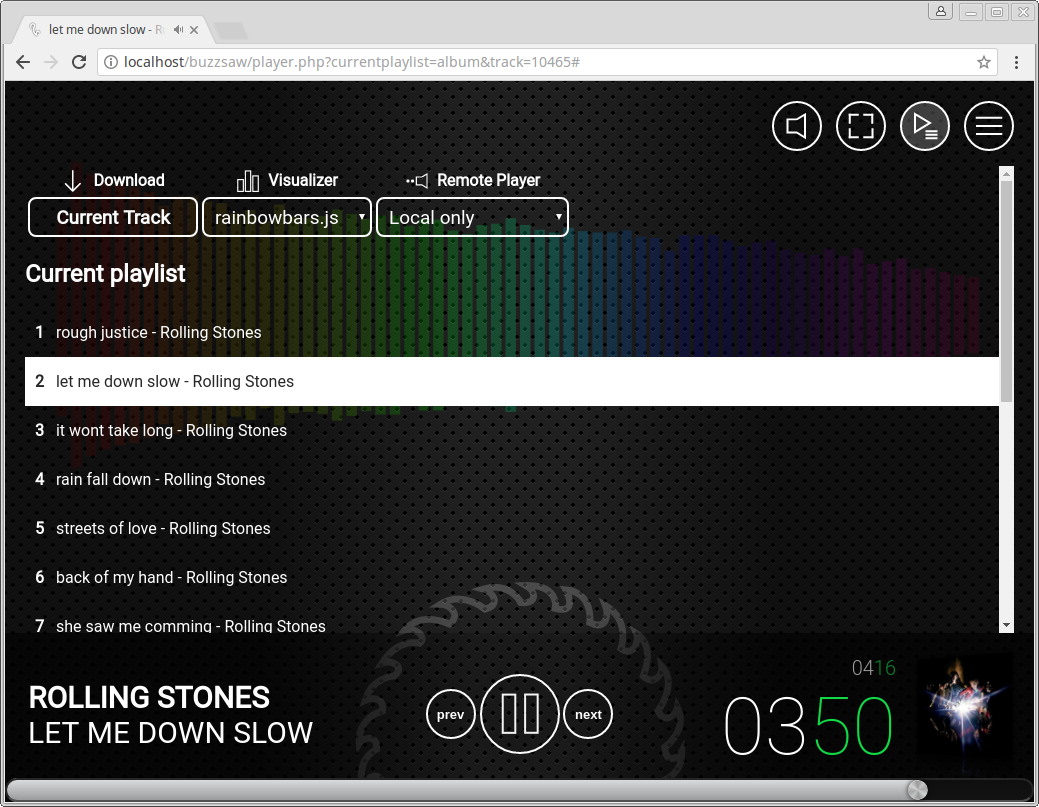 let me down slow - R
localhost/buzzsaw/player.php?currentplaylist=album&track=10465#
Download
Visualizer
Remote Player
Current Track
rainbowbars.js
Local only
Current playlist
1 rough justice - Rolling Stones
2 let me down slow - Rolling Stones
3 it wont take long - Rolling Stones
4 rain fall down - Rolling Stones
5 streets of love - Rolling Stones
6 back of my hand - Rolling Stones
7 she saw me comming - Rolling Stones
ROLLING STONES
LET ME DOWN SLOW
prev
next
0416
0350